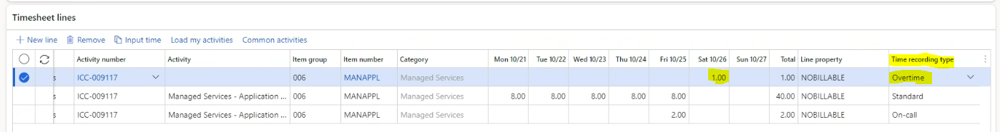 Timesheet lines
+ New line Remove Input time Load my activities Common activities
Activity number Activity Item group Item number Category Mon 10/21 Tue 10/22 Wed 10/23 Thu 10/24 Fri 10/25 Sat 10/26 Sun 10/27 Total Line property Time recording type
s ICC-009117 006 MANAPPL Managed Services 1.00 1.00 NOBILLABLE Overtime
s ICC-009117 Managed Services - Application ... 006 MANAPPL Managed Services 8.00 8.00 8.00 8.00 8.00 40.00 NOBILLABLE Standard
s ICC-009117 Managed Services - Application ... 006 MANAPPL Managed Services 2.00 2.00 NOBILLABLE On-call